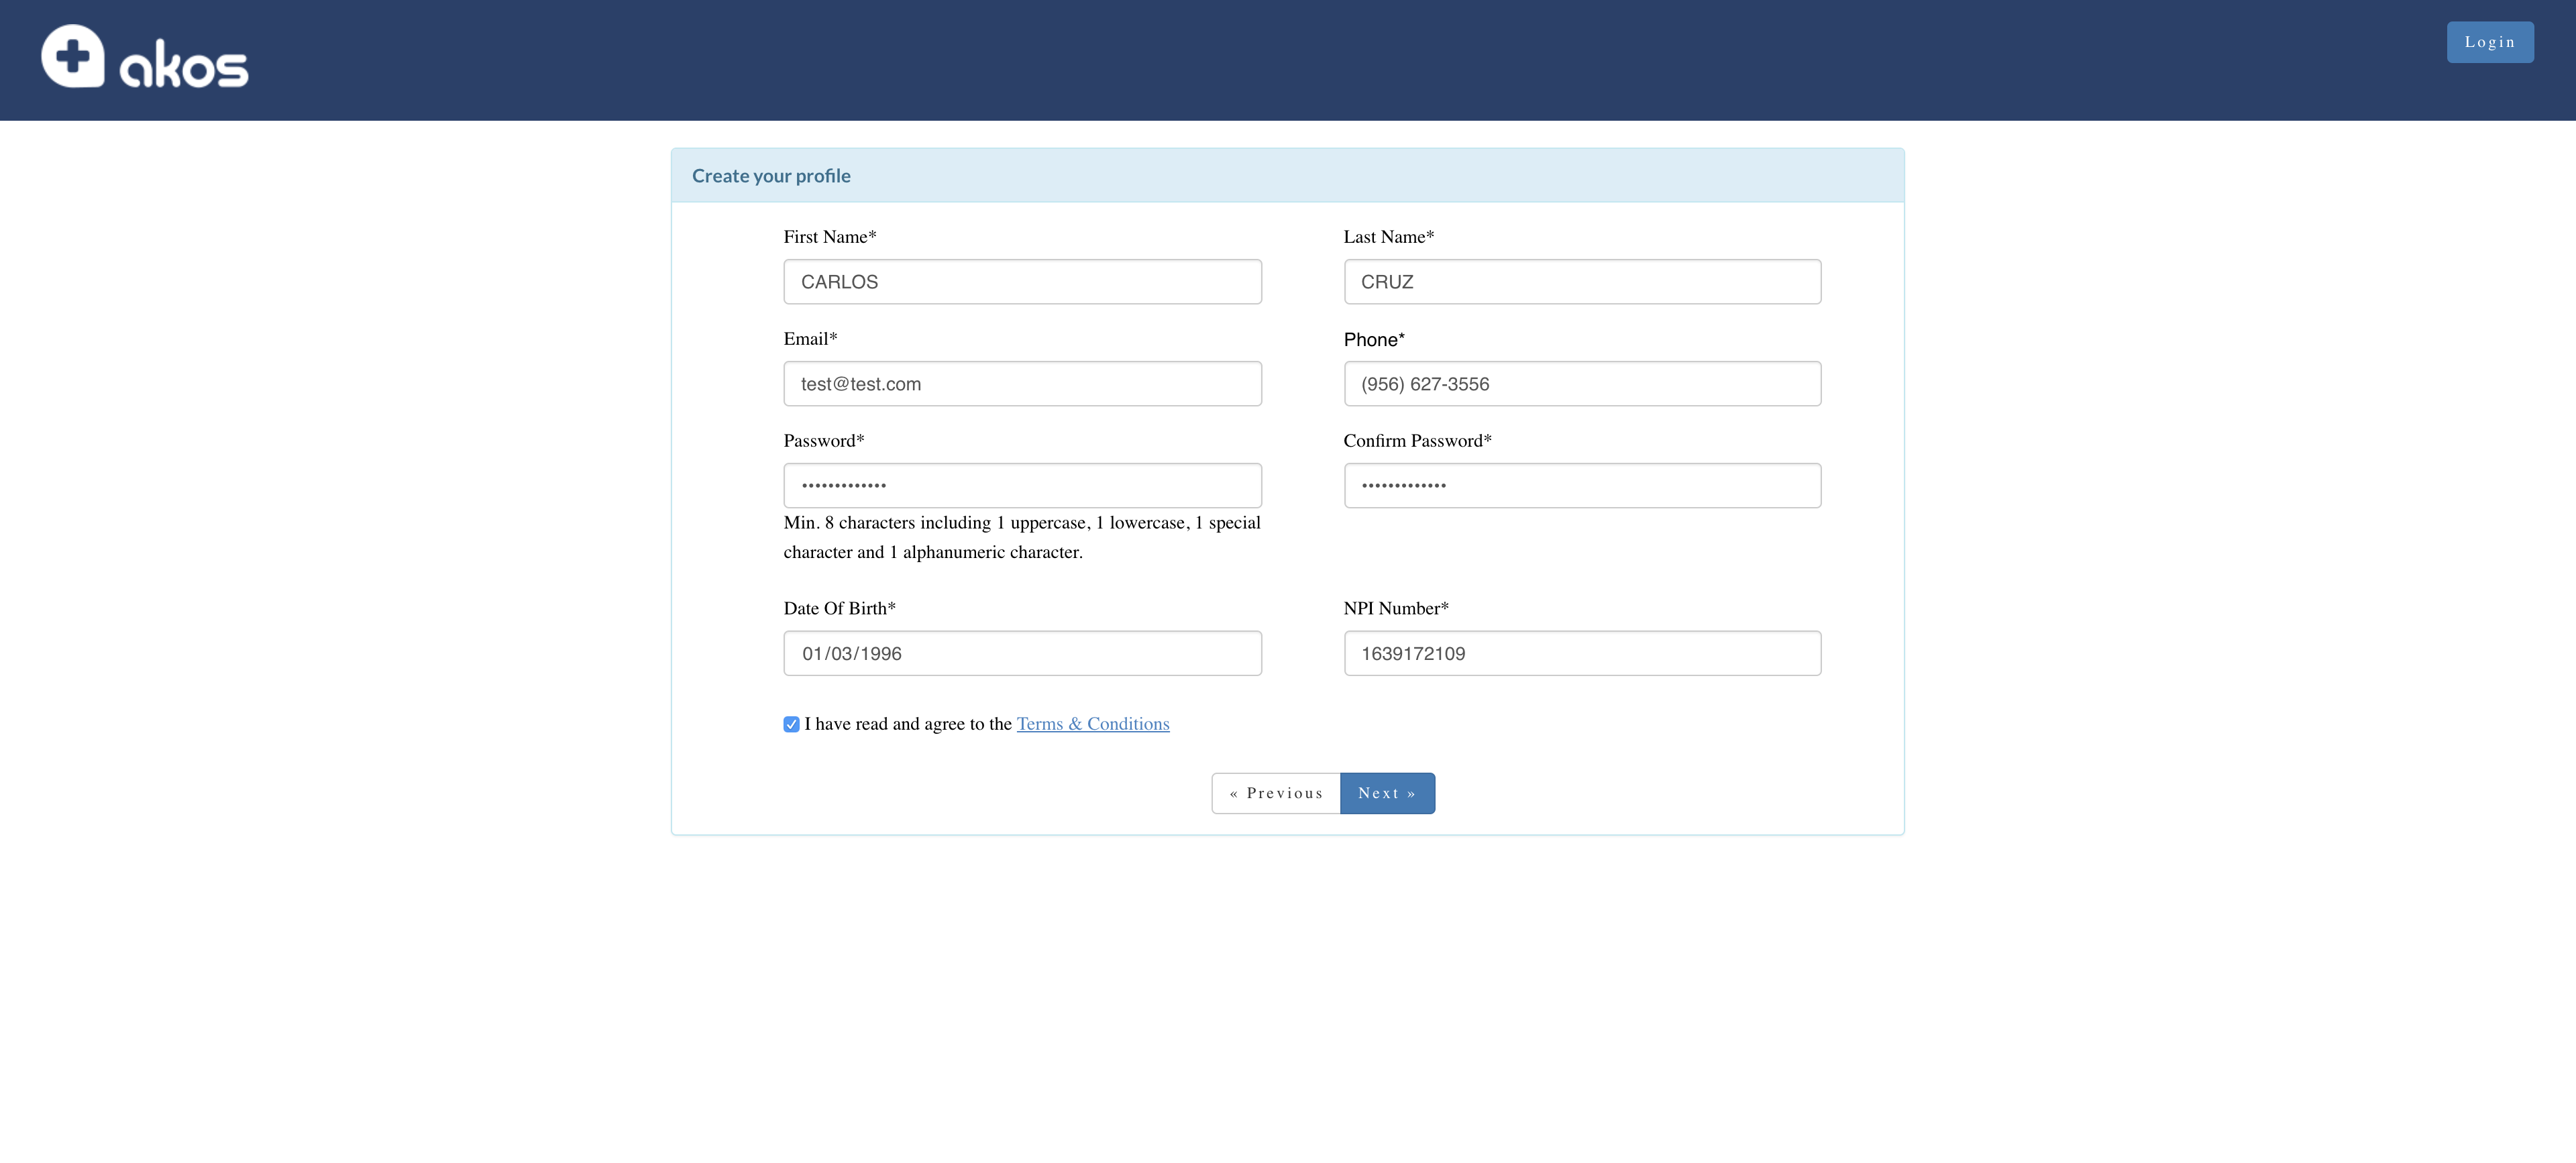 akos
Login
Create your profile
First Name*
Last Name*
CARLOS
CRUZ
Email*
Phone*
test@test.com
(956) 627-3556
Password*
Confirm Password*
•••••••••••••
•••••••••••••
Min. 8 characters including 1 uppercase, 1 lowercase, 1 special
character and 1 alphanumeric character.
Date Of Birth*
NPI Number*
01/03/1996
1639172109
I have read and agree to the Terms & Conditions
« Previous
Next »